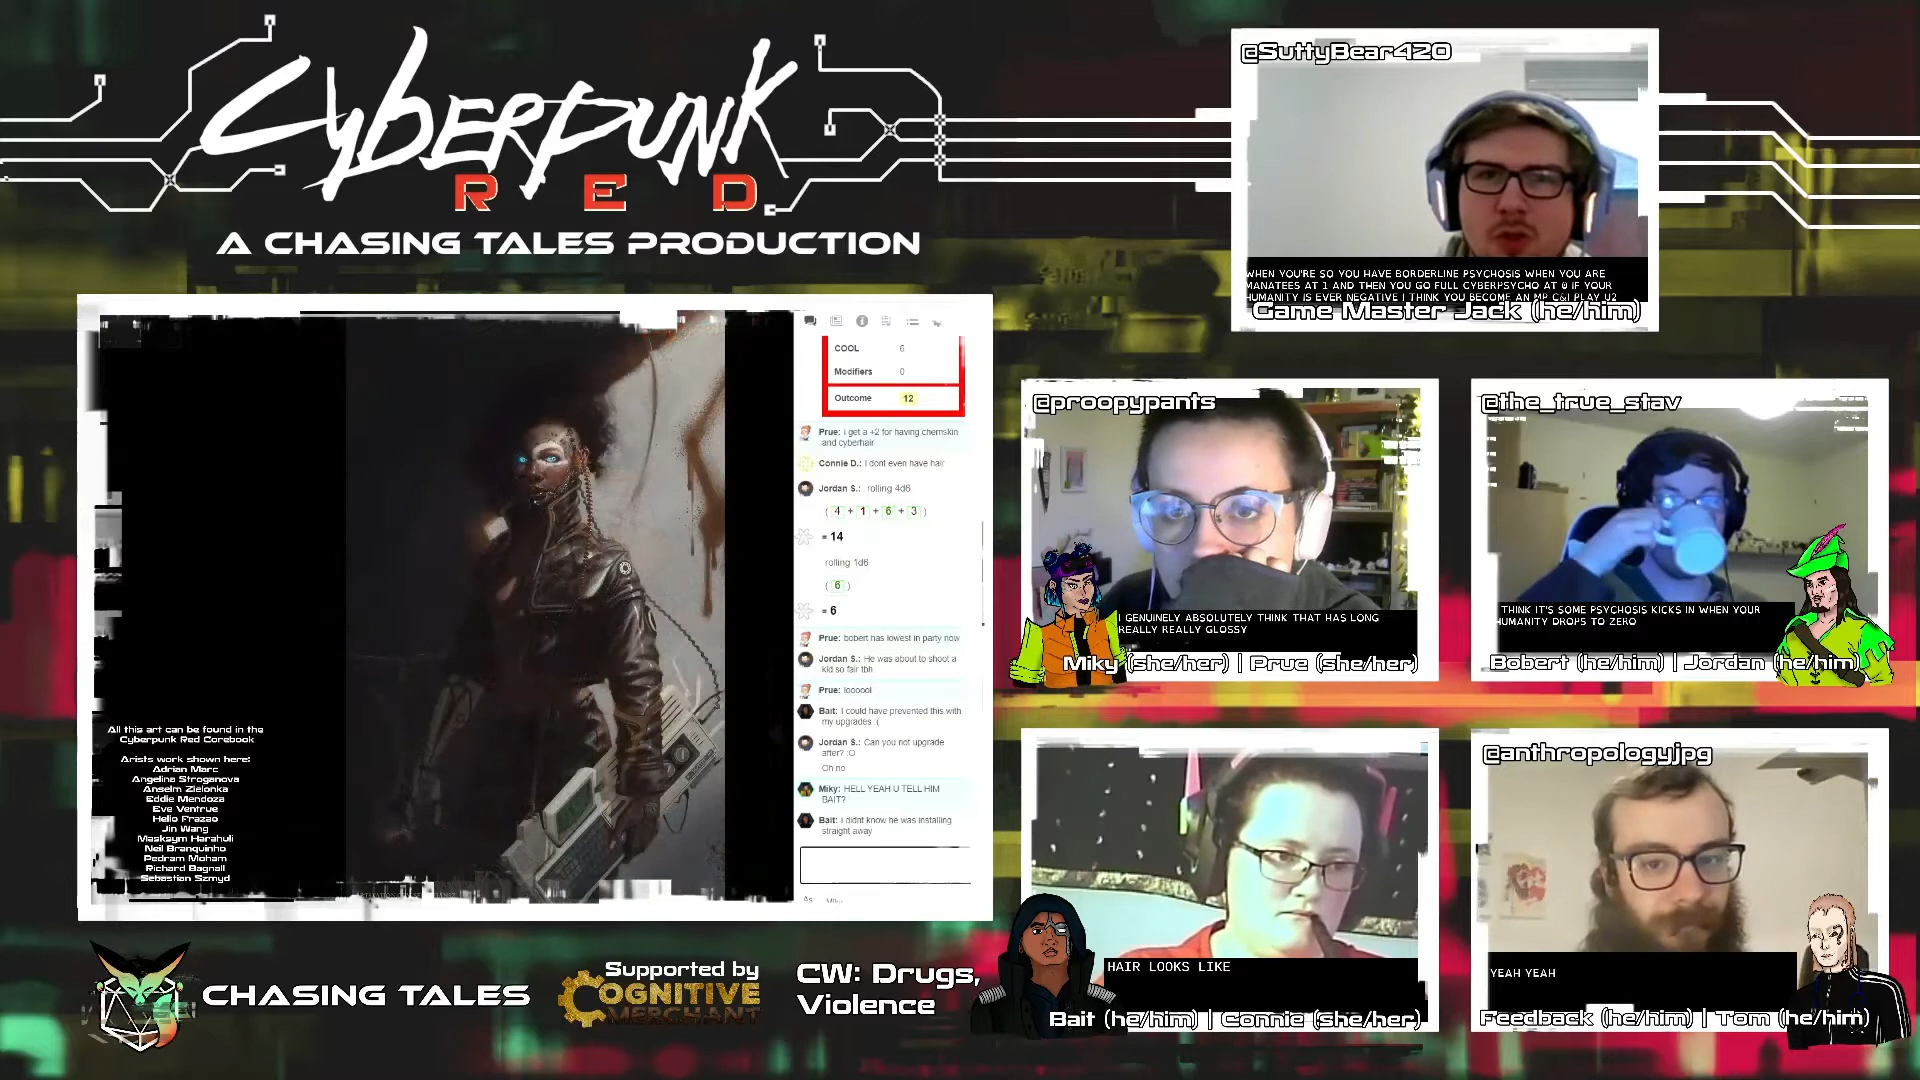 CYBERPUNK
RED
A CHASING TALES PRODUCTION
@SuttyBear420
WHEN YOU'RE SO YOU HAVE BORDERLINE PSYCHOSIS WHEN YOU ARE
MANATEES AT 1 AND THEN YOU GO FULL CYBERPSYCHO AT 0 IF YOUR
HUMANITY IS EVER NEGATIVE I THINK YOU BECOME AN MP C&I PLAY U2
Game Master Jack (he/him)
COOL 6
Modifiers 0
Outcome 12
Prue: i get a +2 for having chemskin
and cyberhair
Connie D.: I dont even have hair
Jordan S.: rolling 4d6
(4+1+6+3)
= 14
rolling 1d6
(6)
= 6
Prue: bobert has lowest in party now
Jordan S.: He was about to shoot a
kid so fair tbh
Prue: loooool
Bait: I could have prevented this with
my upgrades :(
Jordan S.: Can you not upgrade
after? :O
Oh no
Miky: HELL YEAH U TELL HIM
BAIT?
Bait: i didnt know he was installing
straight away
All this art can be found in the
Cyberpunk Red Corebook
Arists work shown here:
Adrian Marc
Angelina Stroganova
Anselm Zielonka
Eddie Mendoza
Eve Ventrue
Helio Frazao
Jin Wang
Masksym Harahuli
Neil Branquinho
Pedram Moham
Richard Bagnall
Sebastian Szmyd
@proopypants
I GENUINELY ABSOLUTELY THINK THAT HAS LONG
REALLY REALLY GLOSSY
Miky (she/her) | Prue (she/her)
@the_true_stav
THINK IT'S SOME PSYCHOSIS KICKS IN WHEN YOUR
HUMANITY DROPS TO ZERO
Bobert (he/him) | Jordan (he/him)
HAIR LOOKS LIKE
Bait (he/him) | Connie (she/her)
@anthropologyjpg
YEAH YEAH
Feedback (he/him) | Tom (he/him)
CHASING TALES
Supported by
COGNITIVE
MERCHANT
CW: Drugs,
Violence